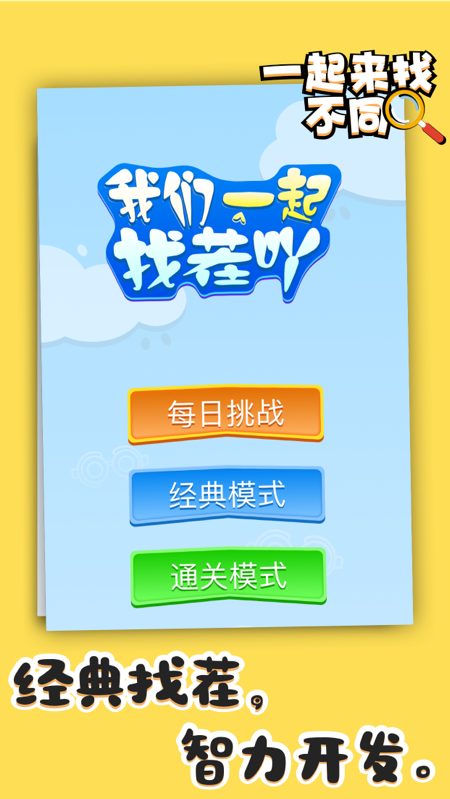 一起来找
不同
我们一起
找茬吖
每日挑战
经典模式
通关模式
经典找茬，
智力开发。